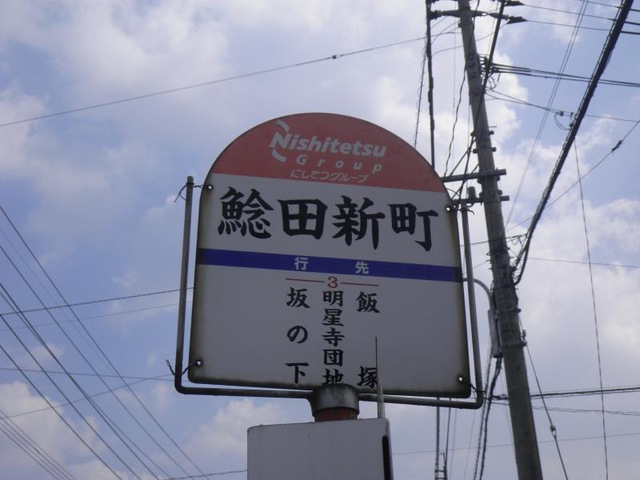 Nishitetsu
Group
にしてつグループ
鯰田新町
行先
3
飯塚
明星寺団地
坂の下